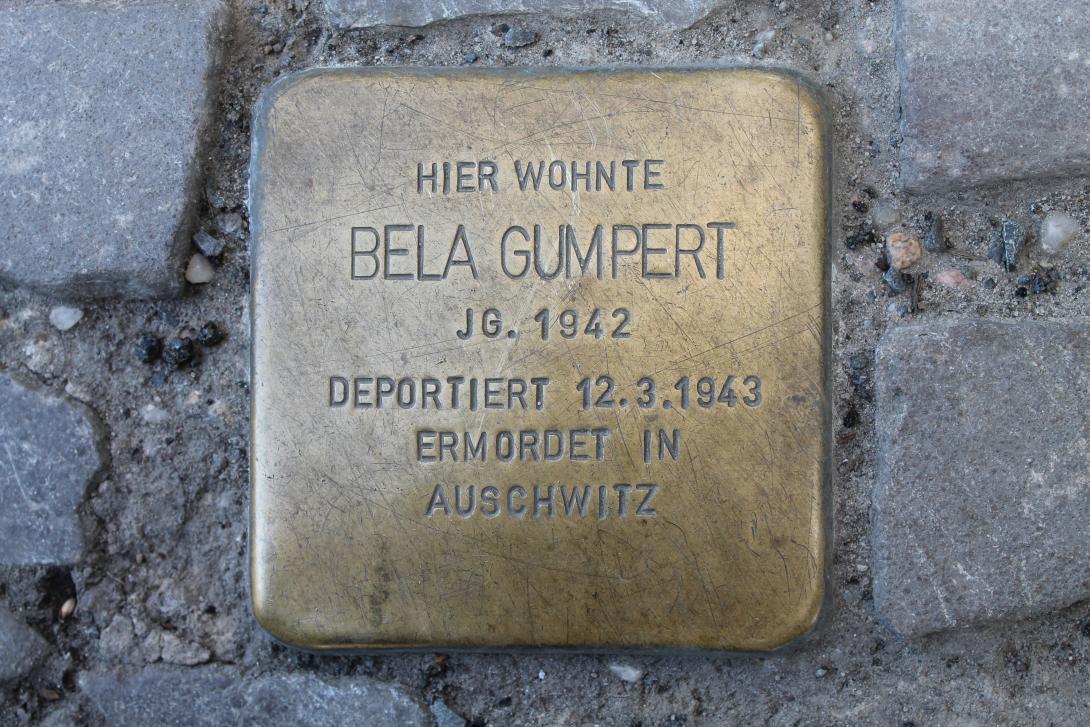 HIER WOHNTE
BELA GUMPERT
JG. 1942
DEPORTIERT 12.3.1943
ERMORDET IN
AUSCHWITZ